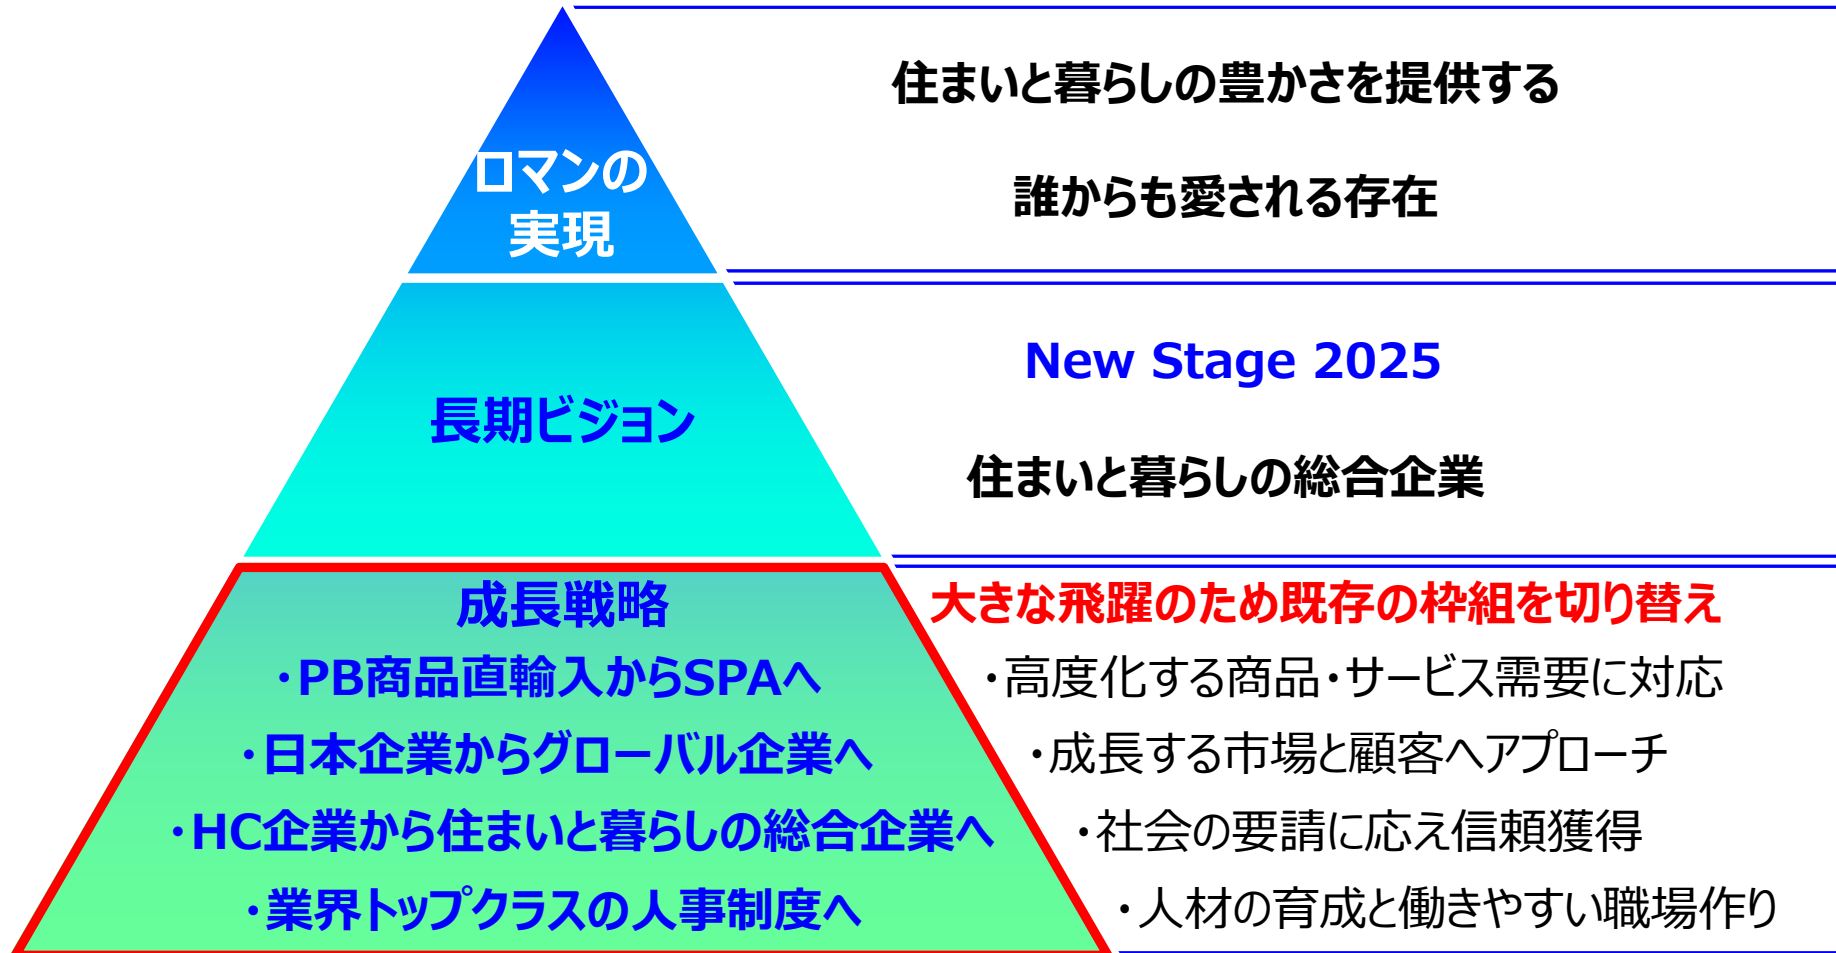 住まいと暮らしの豊かさを提供する
ロマンの
実現
誰からも愛される存在
New Stage 2025
長期ビジョン
住まいと暮らしの総合企業
成長戦略
大きな飛躍のため既存の枠組を切り替え
・PB商品直輸入からSPAへ
・高度化する商品・サービス需要に対応
・日本企業からグローバル企業へ
・成長する市場と顧客へアプローチ
・HC企業から住まいと暮らしの総合企業へ
・社会の要請に応え信頼獲得
・業界トップクラスの人事制度へ
・人材の育成と働きやすい職場作り